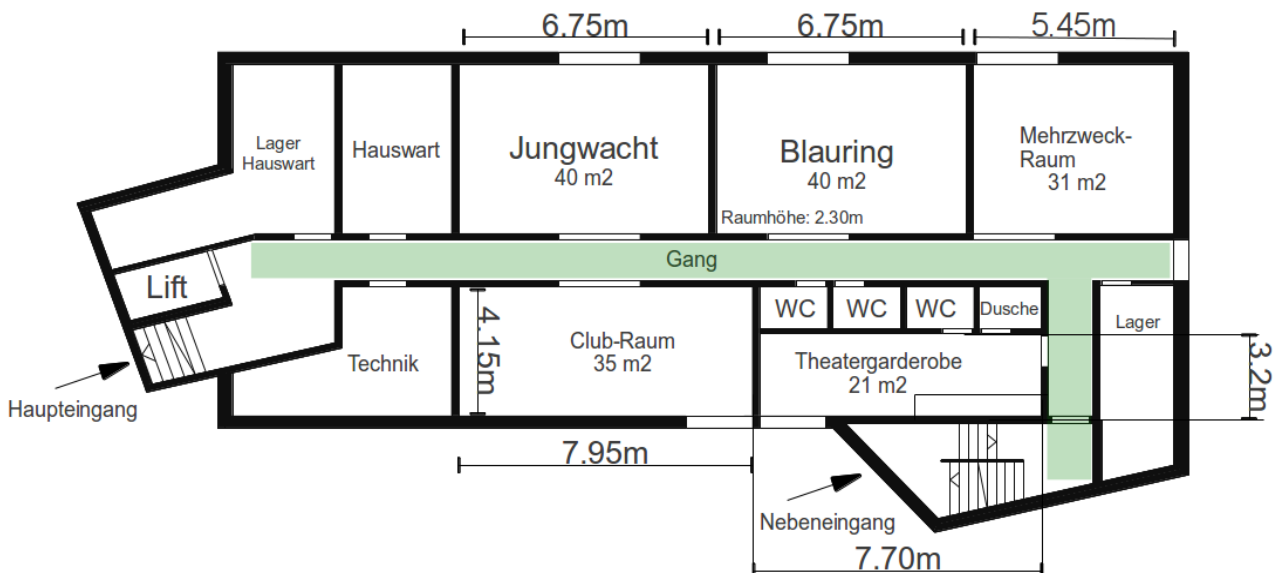 6.75m
6.75m
5.45m
Lager
Hauswart
Hauswart
Jungwacht
40 m2
Blauring
40 m2
Raumhöhe: 2.30m
Mehrzweck-
Raum
31 m2
Gang
Lift
WC
WC
WC
Dusche
Lager
4.15m
Club-Raum
35 m2
Technik
Theatergarderobe
21 m2
3.2m
Haupteingang
7.95m
Nebeneingang
7.70m